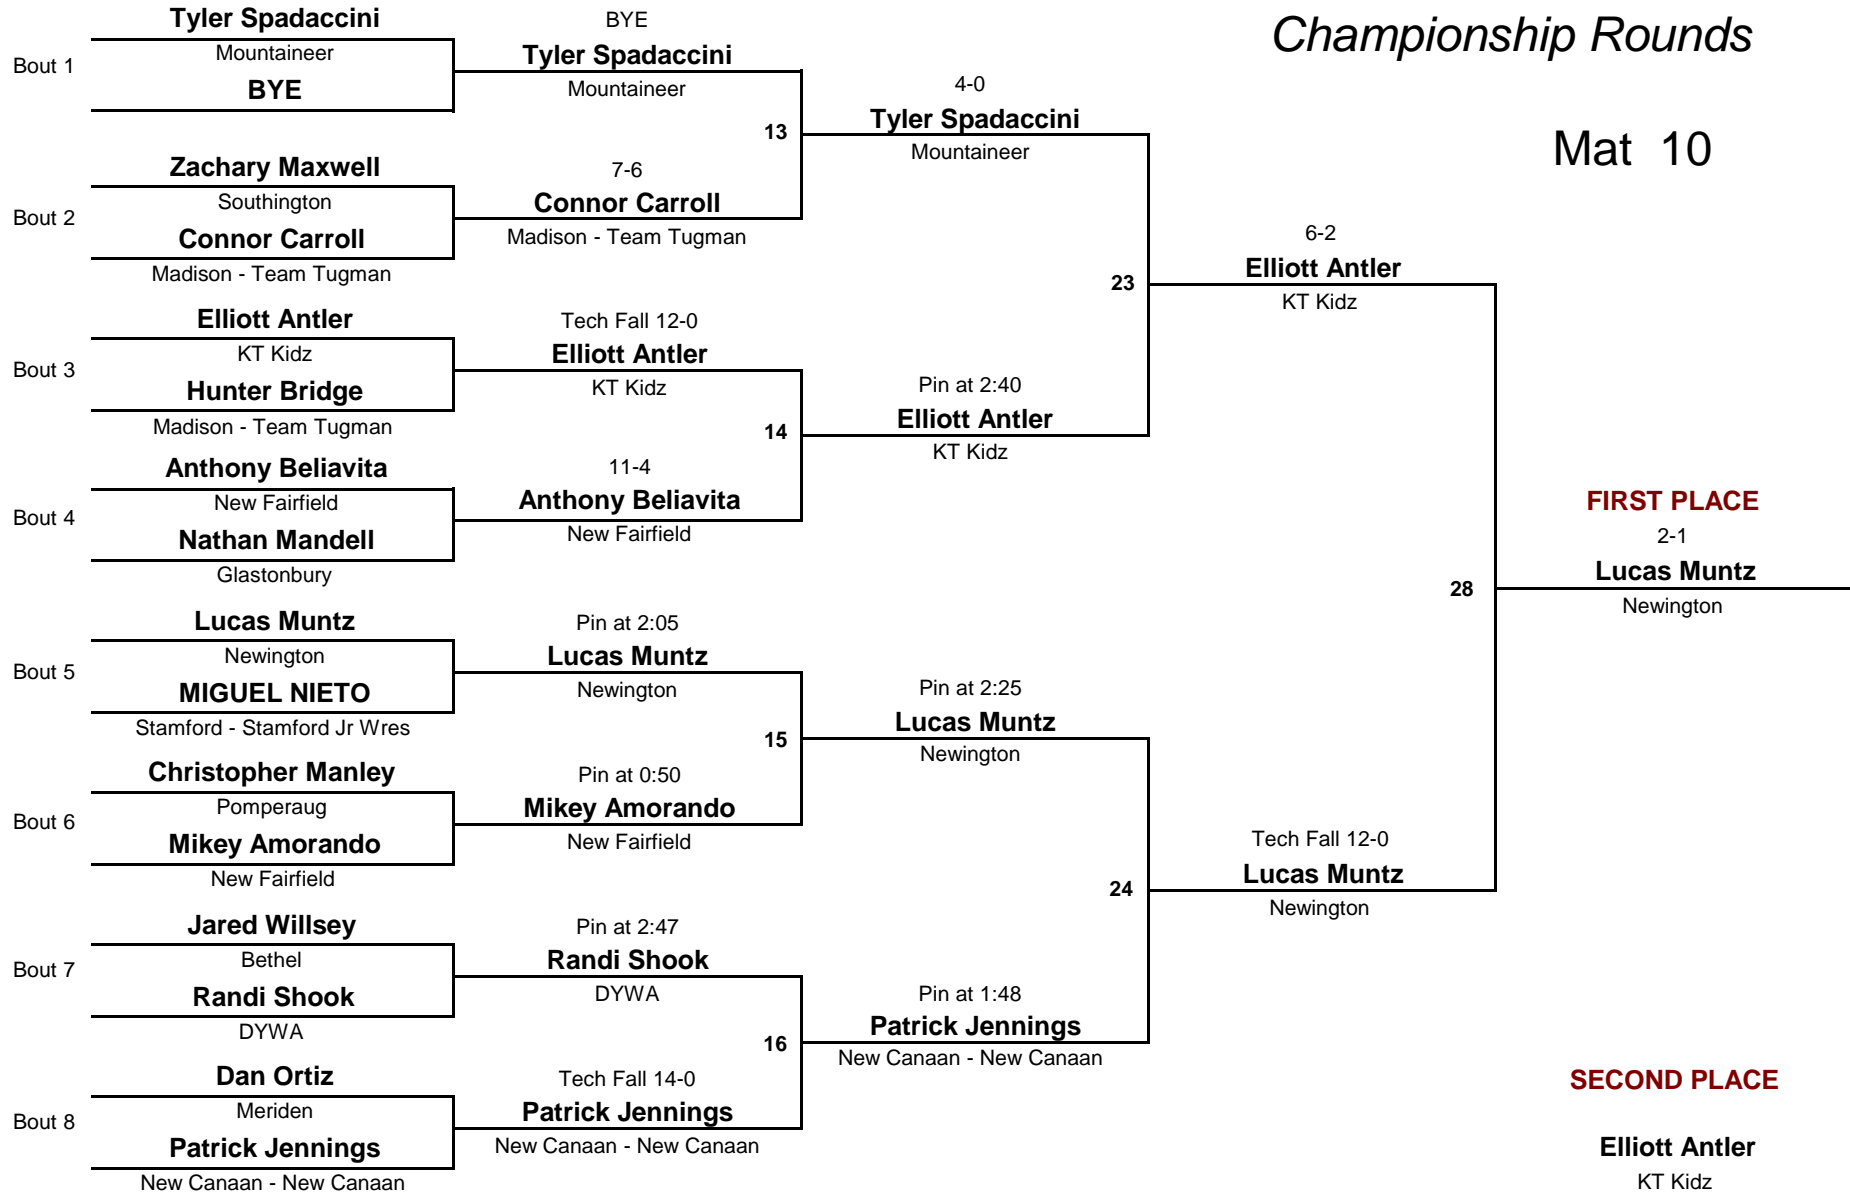 Championship Rounds
Mat 10
Bout 1
Tyler Spadaccini
Mountaineer
BYE
Bout 2
Zachary Maxwell
Southington
Connor Carroll
Madison - Team Tugman
Bout 3
Elliott Antler
KT Kidz
Hunter Bridge
Madison - Team Tugman
Bout 4
Anthony Beliavita
New Fairfield
Nathan Mandell
Glastonbury
Bout 5
Lucas Muntz
Newington
MIGUEL NIETO
Stamford - Stamford Jr Wres
Bout 6
Christopher Manley
Pomperaug
Mikey Amorando
New Fairfield
Bout 7
Jared Willsey
Bethel
Randi Shook
DYWA
Bout 8
Dan Ortiz
Meriden
Patrick Jennings
New Canaan - New Canaan
BYE
Tyler Spadaccini
Mountaineer
13
7-6
Connor Carroll
Madison - Team Tugman
Tech Fall 12-0
Elliott Antler
KT Kidz
14
11-4
Anthony Beliavita
New Fairfield
Pin at 2:05
Lucas Muntz
Newington
15
Pin at 0:50
Mikey Amorando
New Fairfield
Pin at 2:47
Randi Shook
DYWA
16
Tech Fall 14-0
Patrick Jennings
New Canaan - New Canaan
4-0
Tyler Spadaccini
Mountaineer
23
Pin at 2:40
Elliott Antler
KT Kidz
Pin at 2:25
Lucas Muntz
Newington
24
Pin at 1:48
Patrick Jennings
New Canaan - New Canaan
6-2
Elliott Antler
KT Kidz
28
Tech Fall 12-0
Lucas Muntz
Newington
FIRST PLACE
2-1
Lucas Muntz
Newington
SECOND PLACE
Elliott Antler
KT Kidz